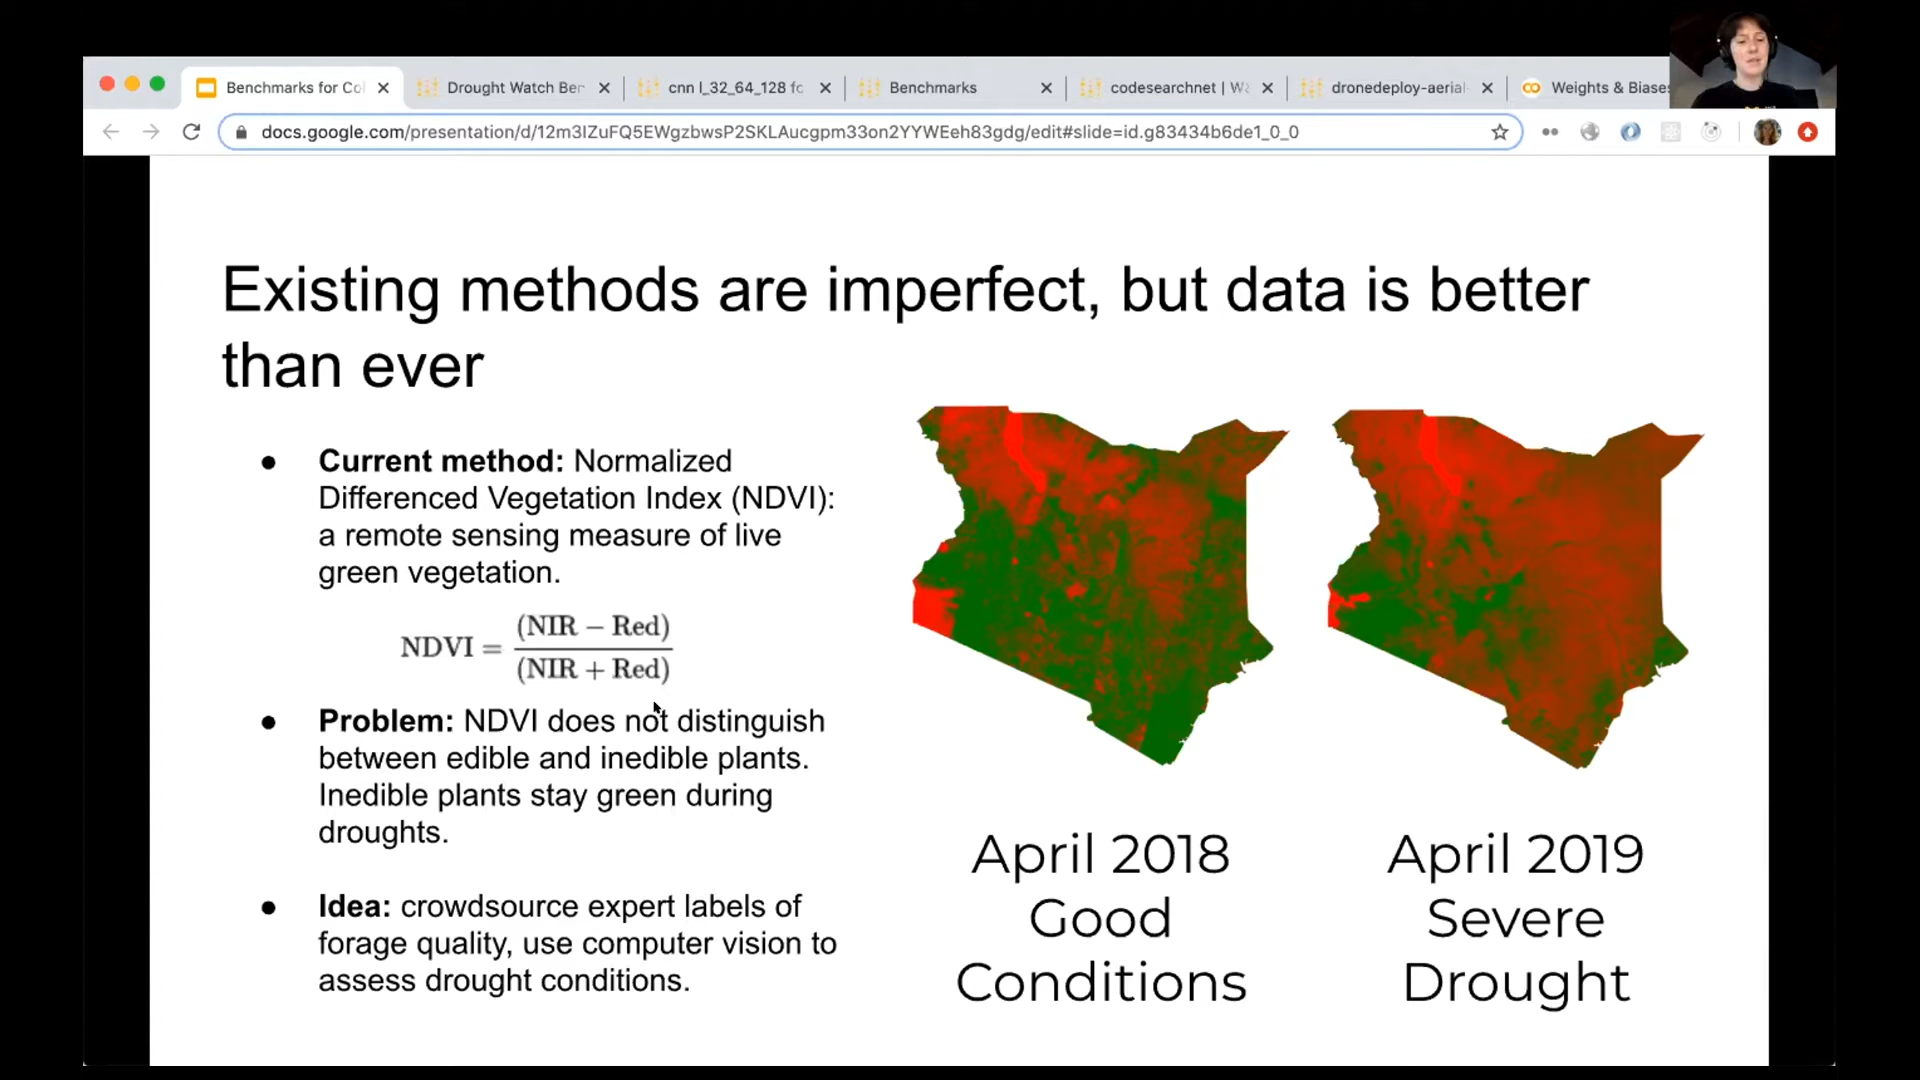 Benchmarks for Col
Drought Watch Ben
cnn l_32_64_128 fc
Benchmarks
codesearchnet | W&
dronedeploy-aerial-
Weights & Biases
docs.google.com/presentation/d/12m3IZuFQ5EWgzbwsP2SKLAucgpm33on2YYWEeh83gdg/edit#slide=id.g83434b6de1_0_0
Existing methods are imperfect, but data is better
than ever
● Current method: Normalized
Differenced Vegetation Index (NDVI):
a remote sensing measure of live
green vegetation.
NDVI = (NIR − Red)
(NIR + Red)
● Problem: NDVI does not distinguish
between edible and inedible plants.
Inedible plants stay green during
droughts.
● Idea: crowdsource expert labels of
forage quality, use computer vision to
assess drought conditions.
April 2018
Good
Conditions
April 2019
Severe
Drought